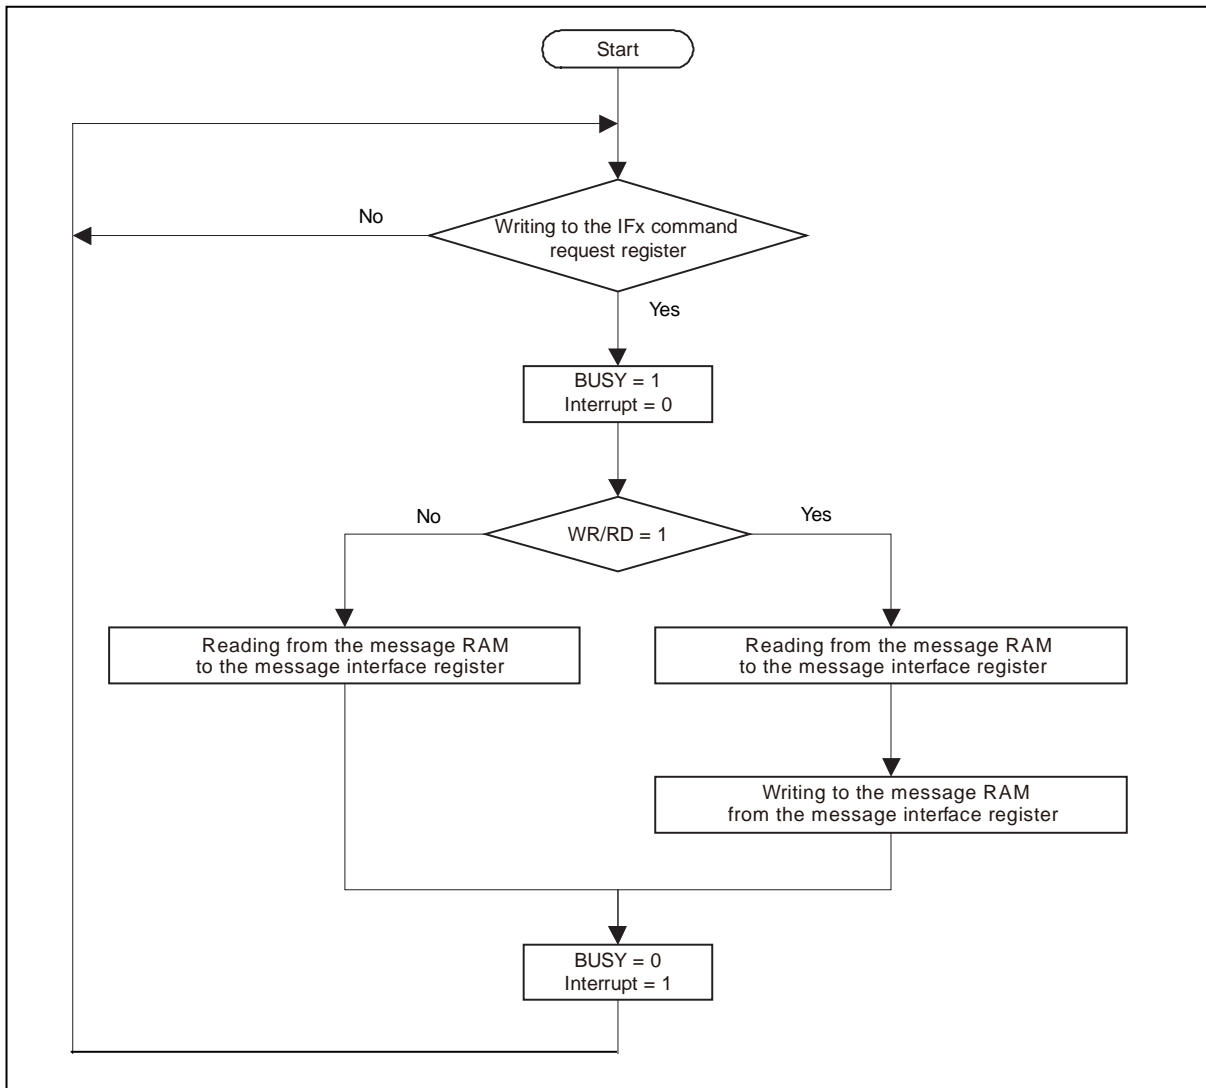 Start
No
Writing to the IFx command
request register
Yes
BUSY = 1
Interrupt = 0
No
WR/RD = 1
Yes
Reading from the message RAM
to the message interface register
Reading from the message RAM
to the message interface register
Writing to the message RAM
from the message interface register
BUSY = 0
Interrupt = 1